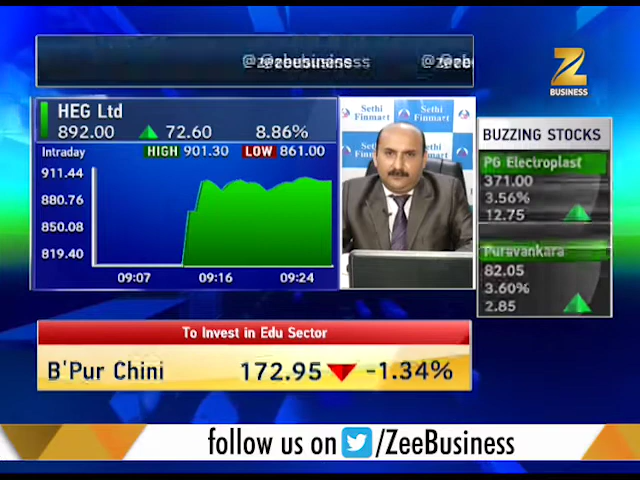 @zeebusiness @zeeb
BUSINESS
HEG Ltd
892.00 72.60 8.86%
Intraday HIGH 901.30 LOW 861.00
911.44
880.76
850.08
819.40
09:07 09:16 09:24
Sethi Finmart
Sethi Finmart
BUZZING STOCKS
PG Electroplast
371.00
3.56%
12.75
Puravankara
82.05
3.60%
2.85
To Invest in Edu Sector
B'Pur Chini 172.95 -1.34%
follow us on /ZeeBusiness